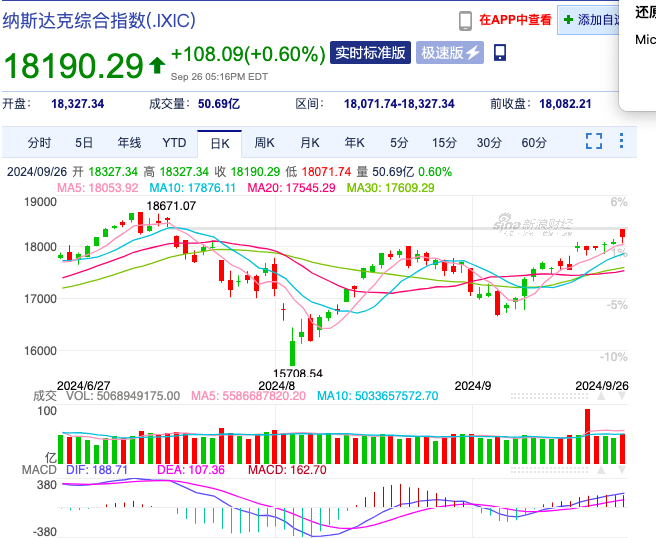 纳斯达克综合指数(.IXIC)
在APP中查看
添加自选
还原
Mic
18190.29 +108.09(+0.60%)
实时标准版 极速版
Sep 26 05:16PM EDT
开盘： 18,327.34 成交量： 50.69亿 区间： 18,071.74-18,327.34 前收盘： 18,082.21
分时 5日 年线 YTD 日K 周K 月K 年K 5分 15分 30分 60分
2024/09/26 开 18327.34 高 18327.34 收 18190.29 低 18071.74 量 50.69亿 0.60%
MA5: 18053.92 MA10: 17876.11 MA20: 17545.29 MA30: 17609.29
19000 6%
18671.07
sina新浪财经
18000 1%
17000 -5%
16000 -10%
15708.54
2024/6/27 2024/8 2024/9 2024/9/26
成交 VOL: 5068949175.00 MA5: 5586687820.20 MA10: 5033657572.70
100
亿
MACD DIF: 188.71 DEA: 107.36 MACD: 162.70
380
-380